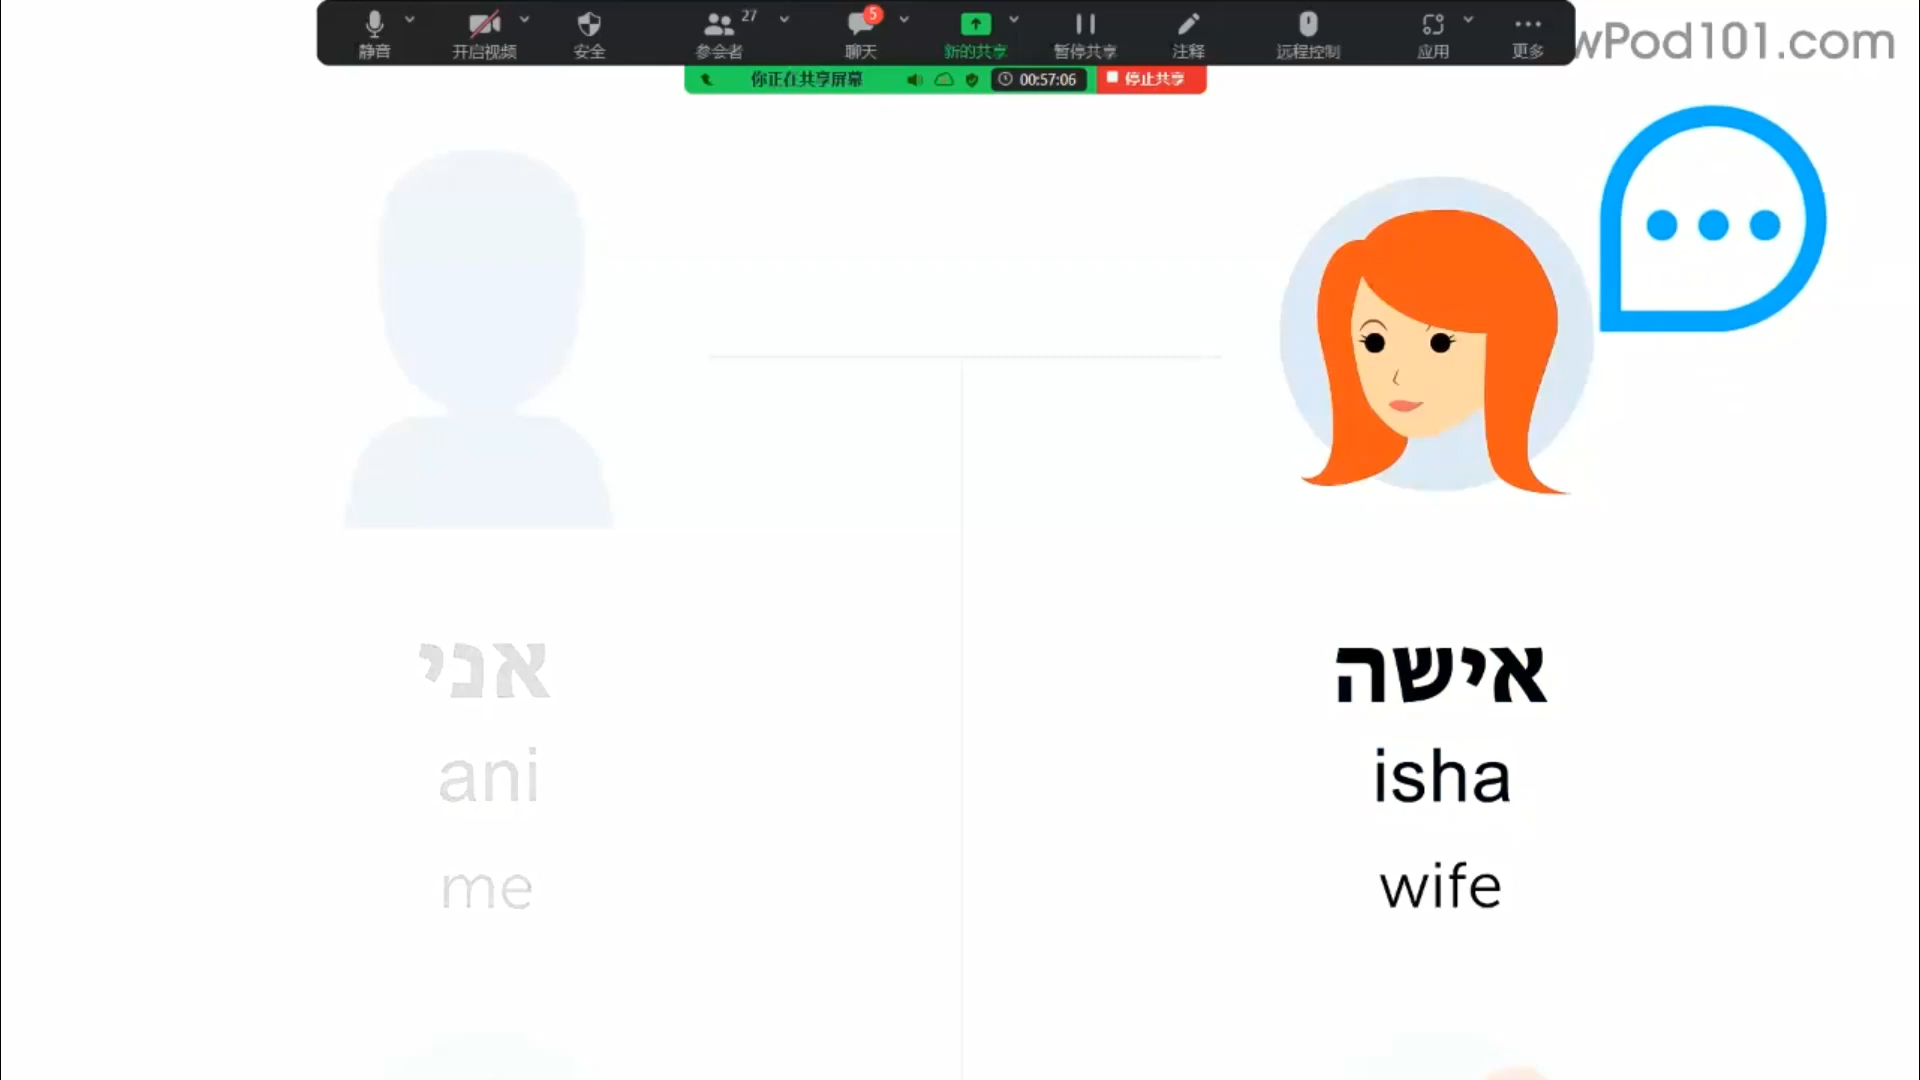 静音
开启视频
安全
参会者
27
聊天
5
新的共享
暂停共享
注释
远程控制
应用
更多
wPod101.com
你正在共享屏幕
00:57:06
停止共享
אני
ani
me
אישה
isha
wife